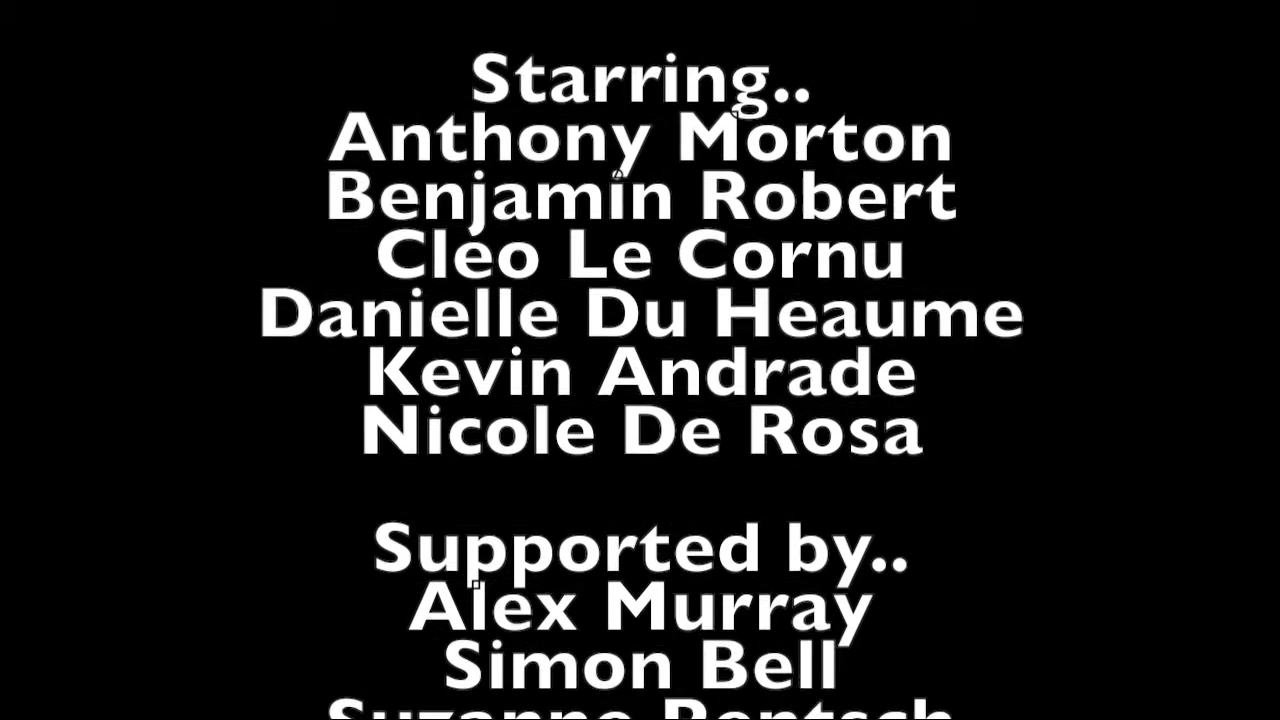 Starring..
Anthony Morton
Benjamin Robert
Cleo Le Cornu
Danielle Du Heaume
Kevin Andrade
Nicole De Rosa
Supported by..
Alex Murray
Simon Bell
Suzanne